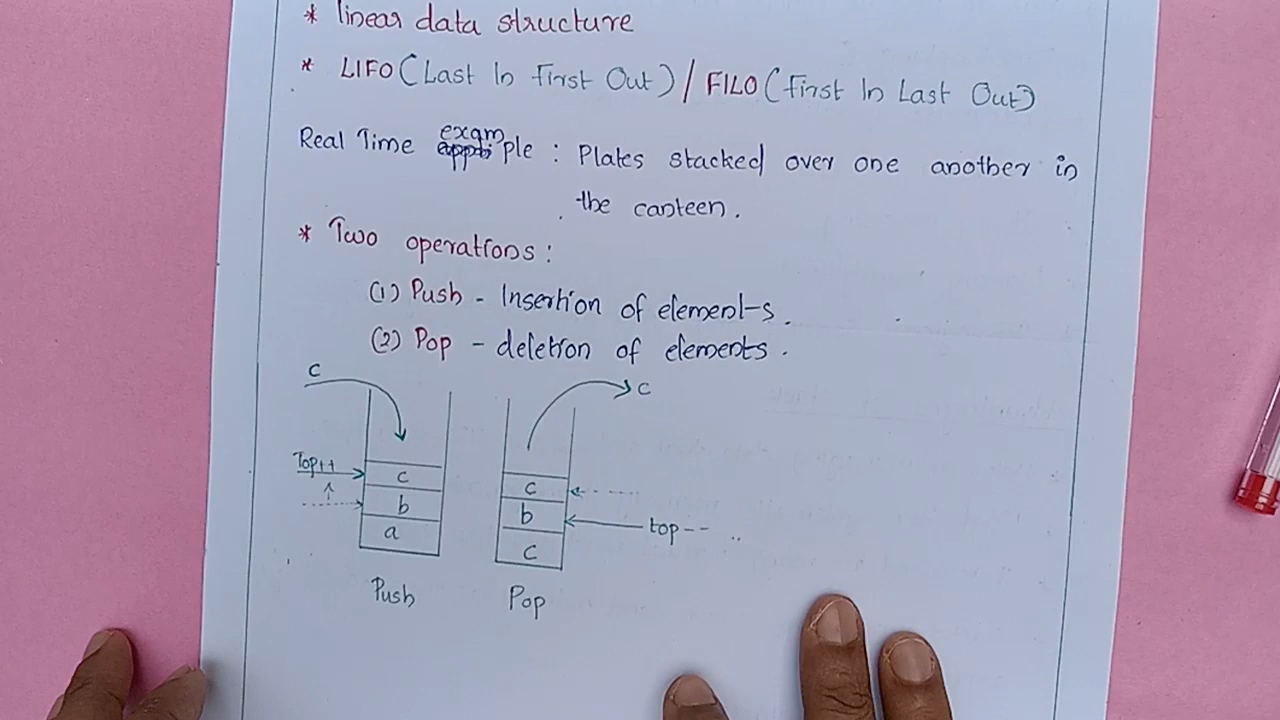 * linear data structure
* LIFO (Last In First Out) / FILO (First In Last Out)
Real Time example : Plates stacked over one another in
the canteen.
* Two operations :
(1) Push - Insertion of elements.
(2) Pop - deletion of elements.
c
c
Top++
c
b
a
c
b
c
top --
Push
Pop